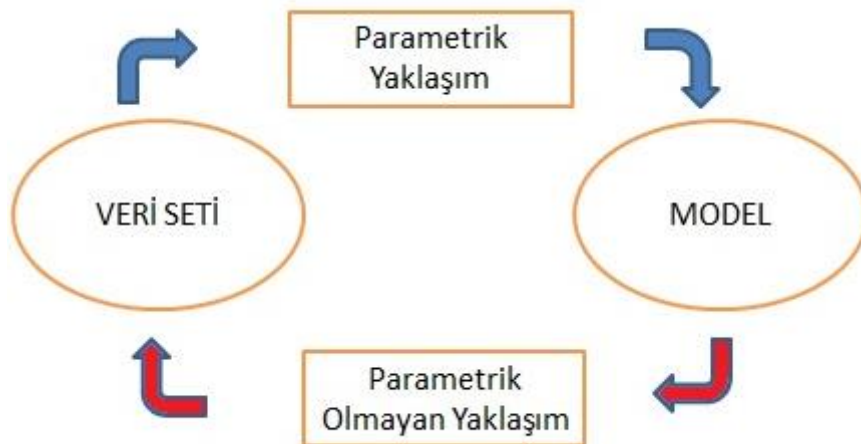 Parametrik
Yaklaşım
VERİ SETİ
MODEL
Parametrik
Olmayan Yaklaşım